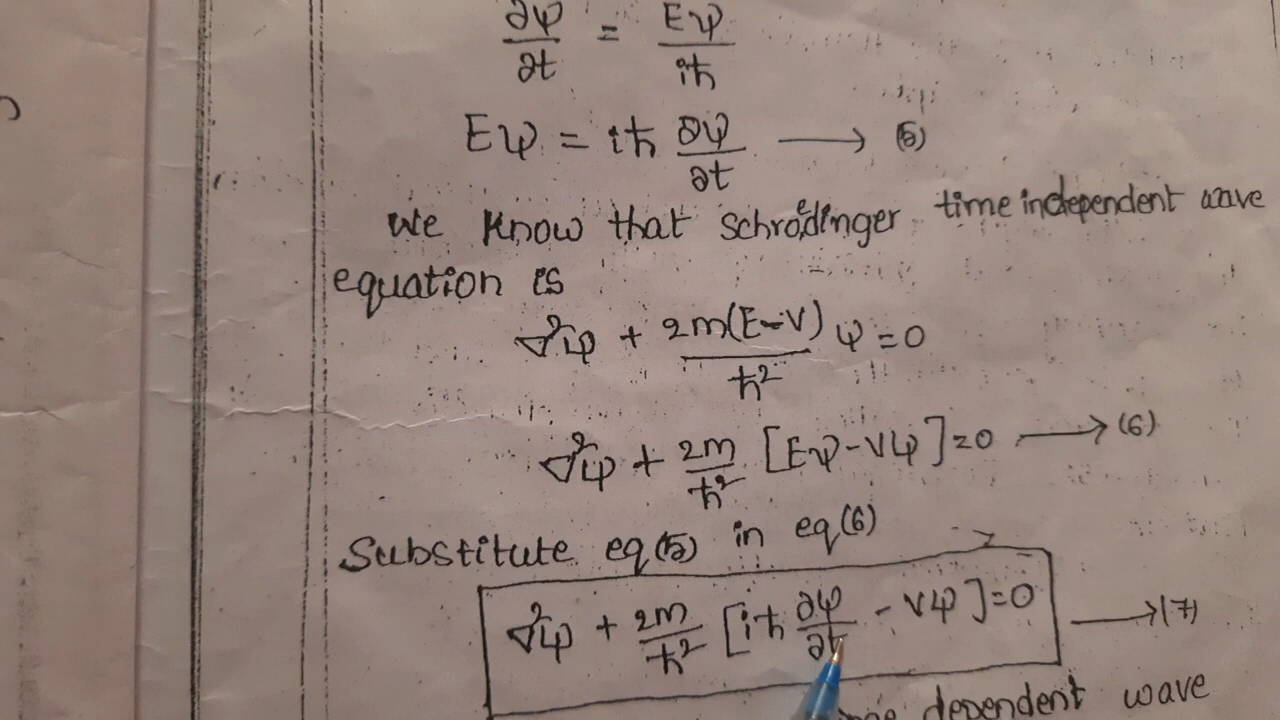 ∂ψ/∂t = Eψ/iħ
Eψ = iħ ∂ψ/∂t ⟶ (5)
We know that schrodinger time independent wave
equation is
∇²ψ + 2m(E-V)/ħ² ψ = 0
∇²ψ + 2m/ħ² [Eψ - Vψ] = 0 ⟶ (6)
Substitute eq(5) in eq(6)
∇²ψ + 2m/ħ² [iħ ∂ψ/∂t - Vψ] = 0 ⟶ (7)
dependent wave